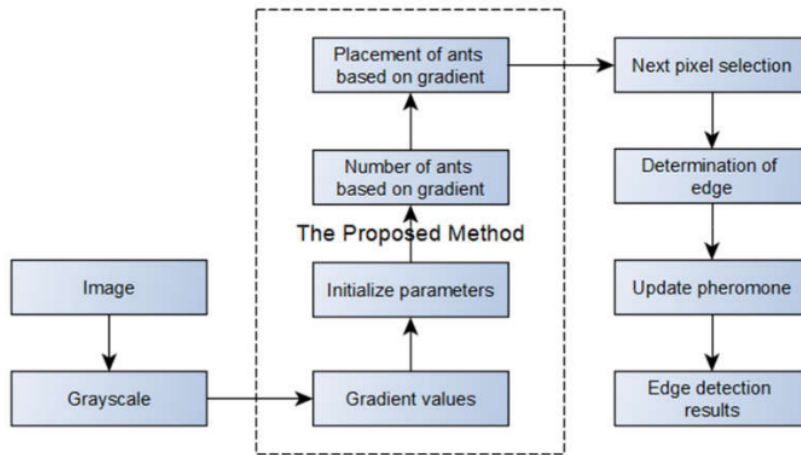 Image
Grayscale
Gradient values
Initialize parameters
The Proposed Method
Number of ants
based on gradient
Placement of ants
based on gradient
Next pixel selection
Determination of
edge
Update pheromone
Edge detection
results